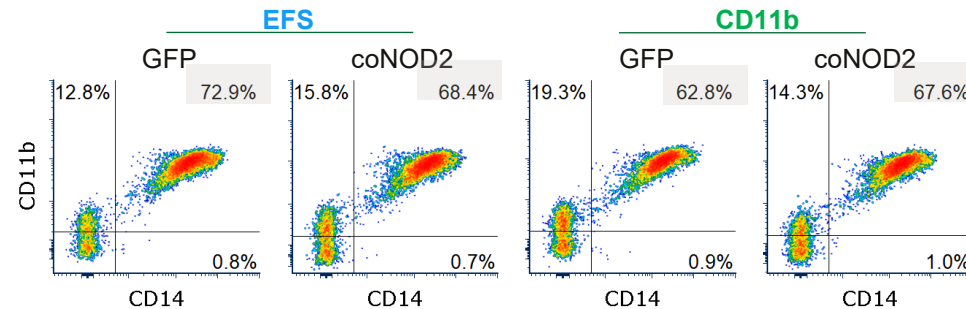 EFS CD11b
GFP coNOD2 GFP coNOD2
12.8% 72.9% 15.8% 68.4% 19.3% 62.8% 14.3% 67.6%
CD11b
0.8% 0.7% 0.9% 1.0%
CD14 CD14 CD14 CD14